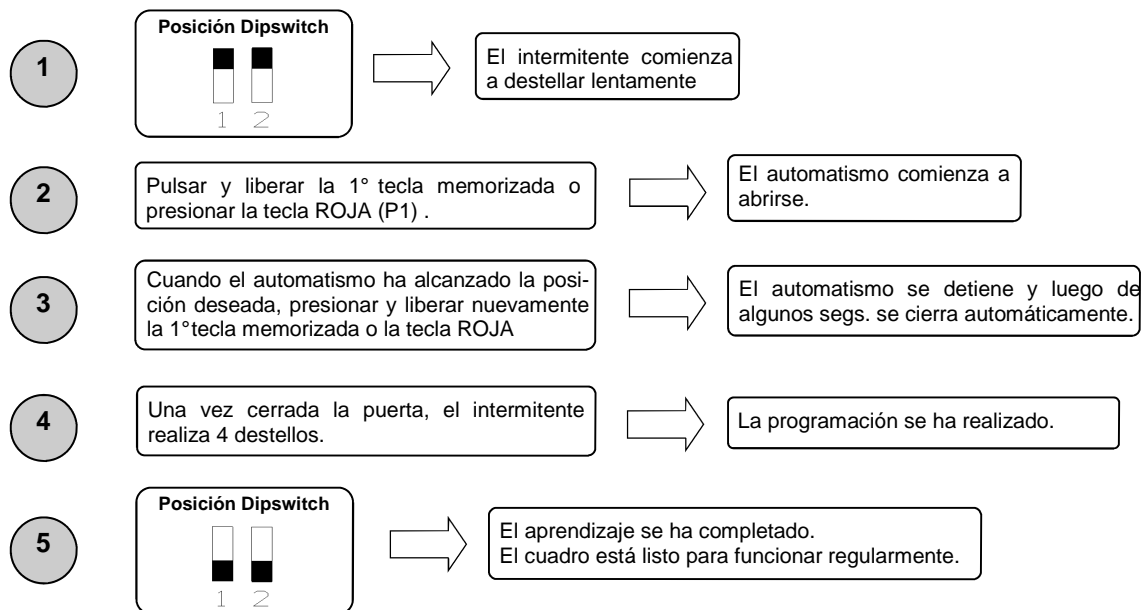 1
Posición Dipswitch
1 2
El intermitente comienza
a destellar lentamente
2
Pulsar y liberar la 1° tecla memorizada o
presionar la tecla ROJA (P1) .
El automatismo comienza a
abrirse.
3
Cuando el automatismo ha alcanzado la posi-
ción deseada, presionar y liberar nuevamente
la 1° tecla memorizada o la tecla ROJA
El automatismo se detiene y luego de
algunos segs. se cierra automáticamente.
4
Una vez cerrada la puerta, el intermitente
realiza 4 destellos.
La programación se ha realizado.
5
Posición Dipswitch
1 2
El aprendizaje se ha completado.
El cuadro está listo para funcionar regularmente.